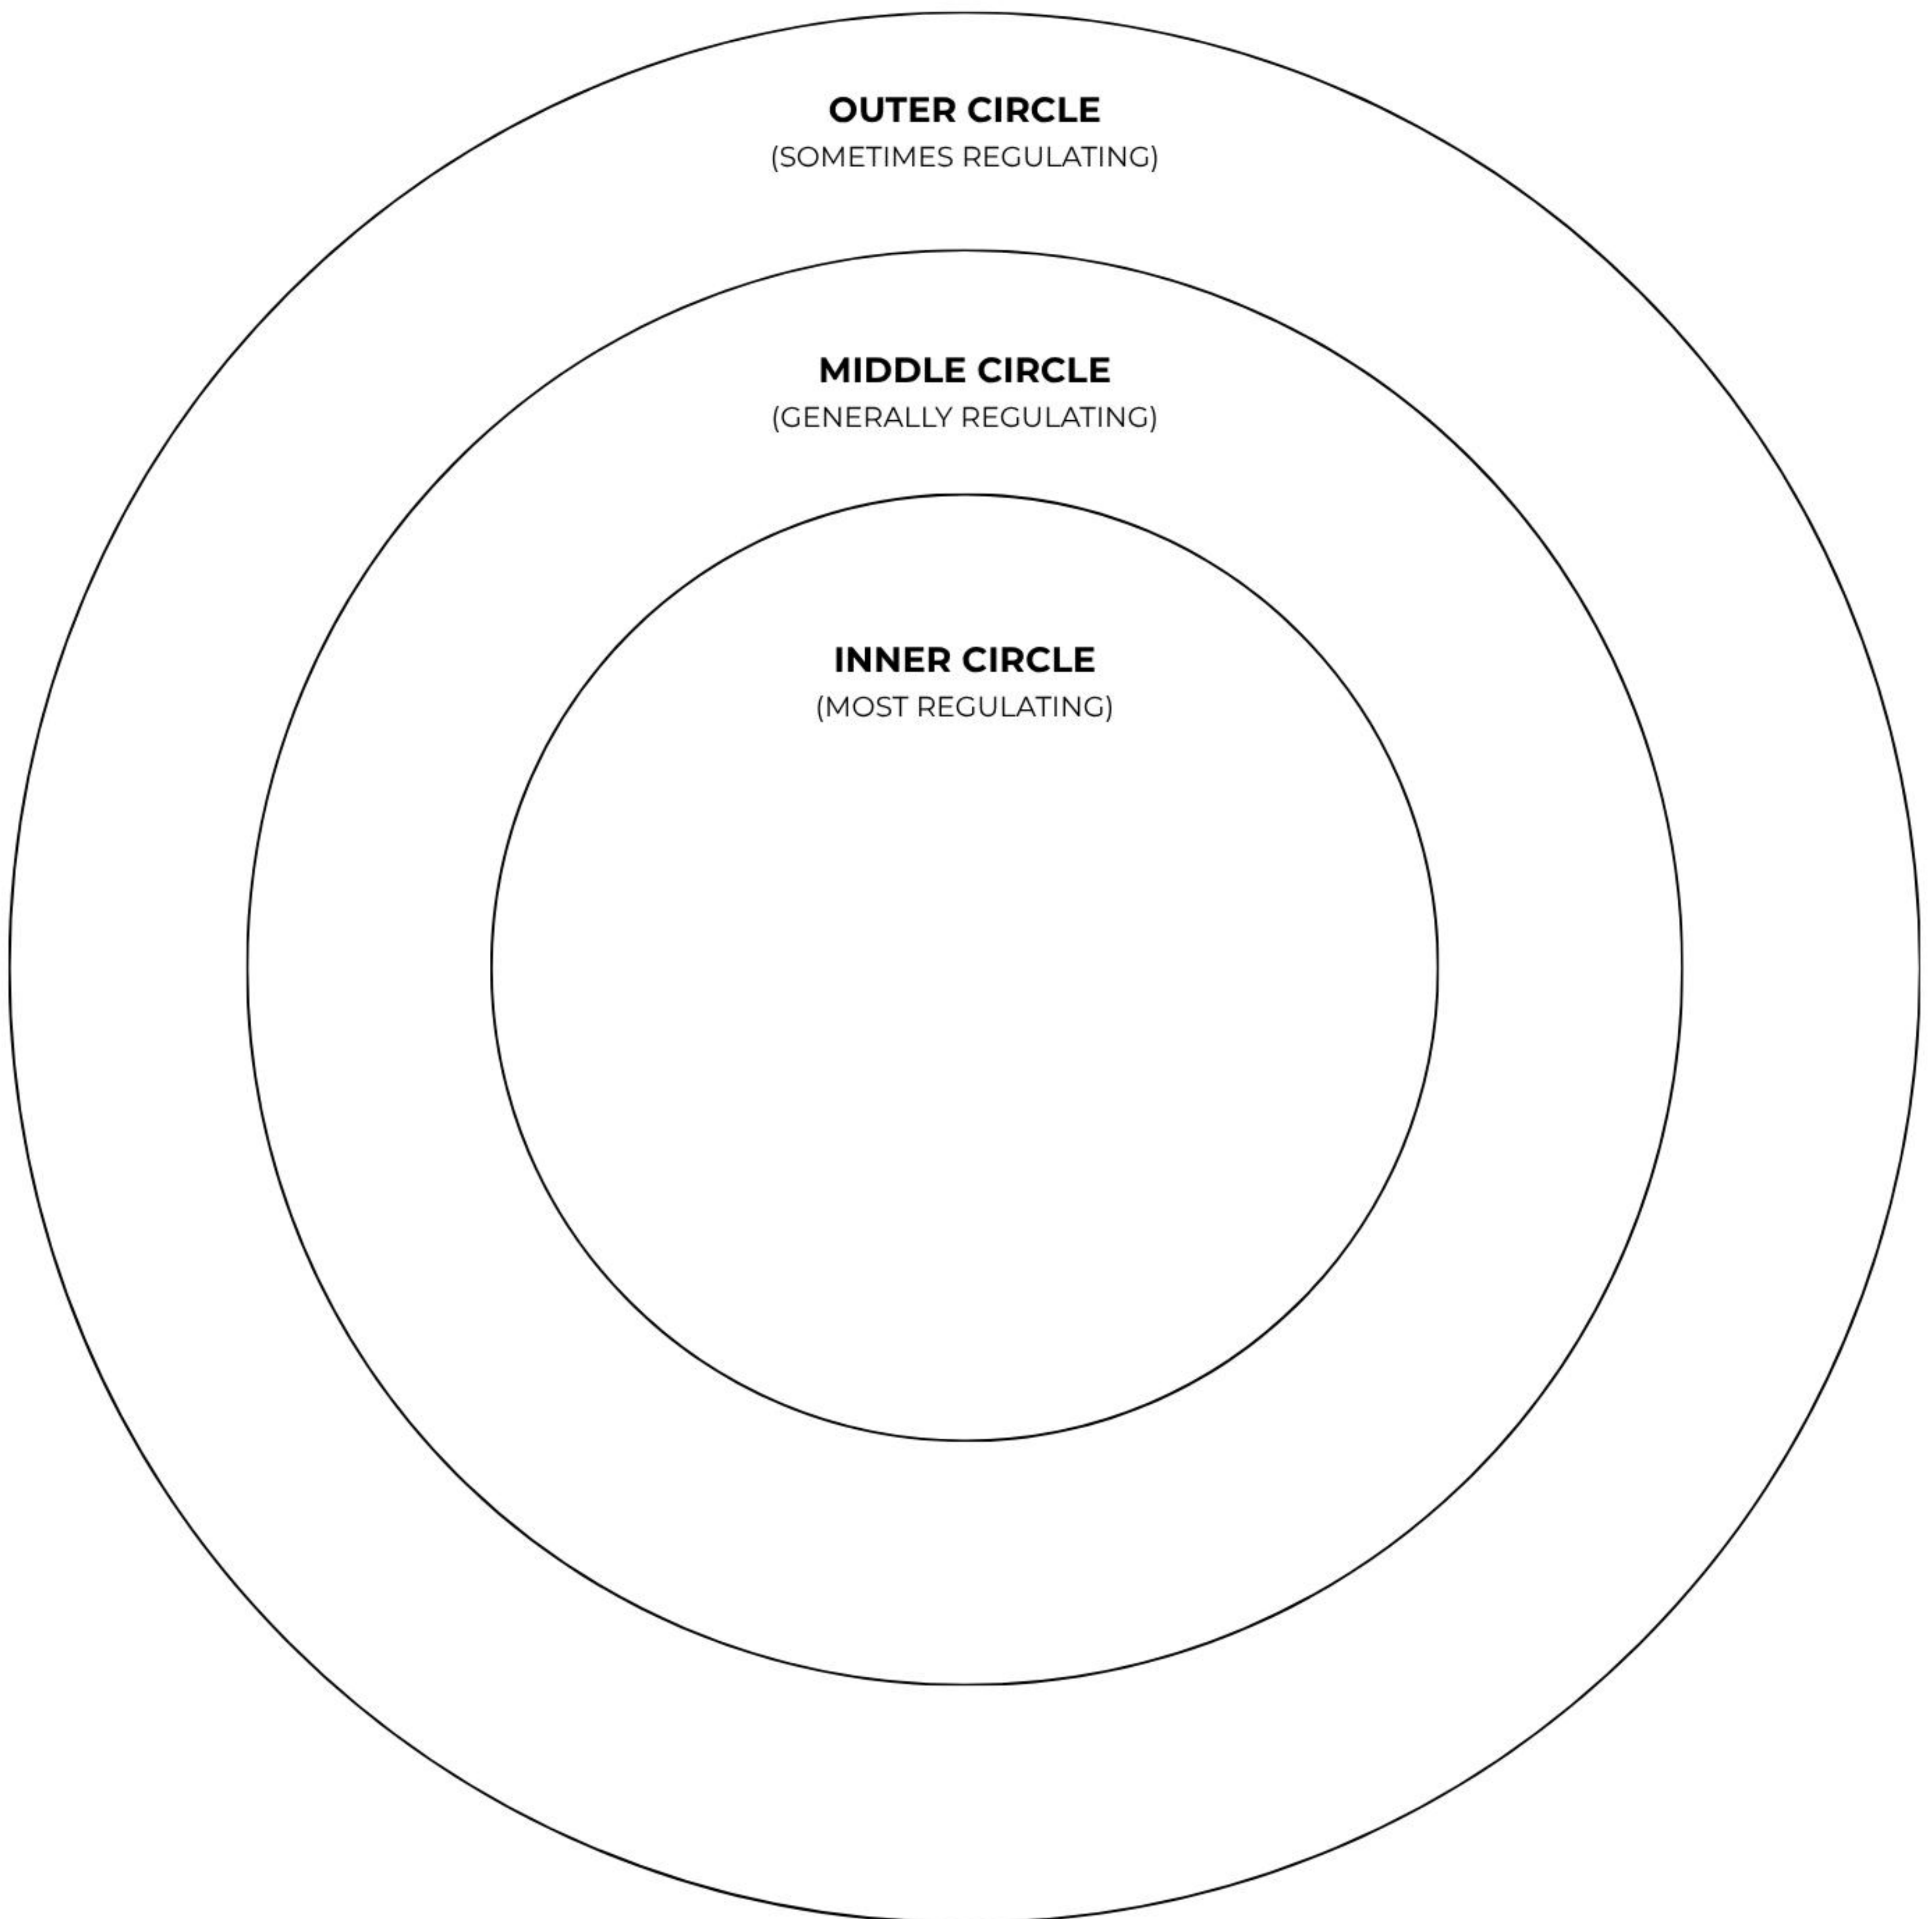 OUTER CIRCLE
(SOMETIMES REGULATING)
MIDDLE CIRCLE
(GENERALLY REGULATING)
INNER CIRCLE
(MOST REGULATING)